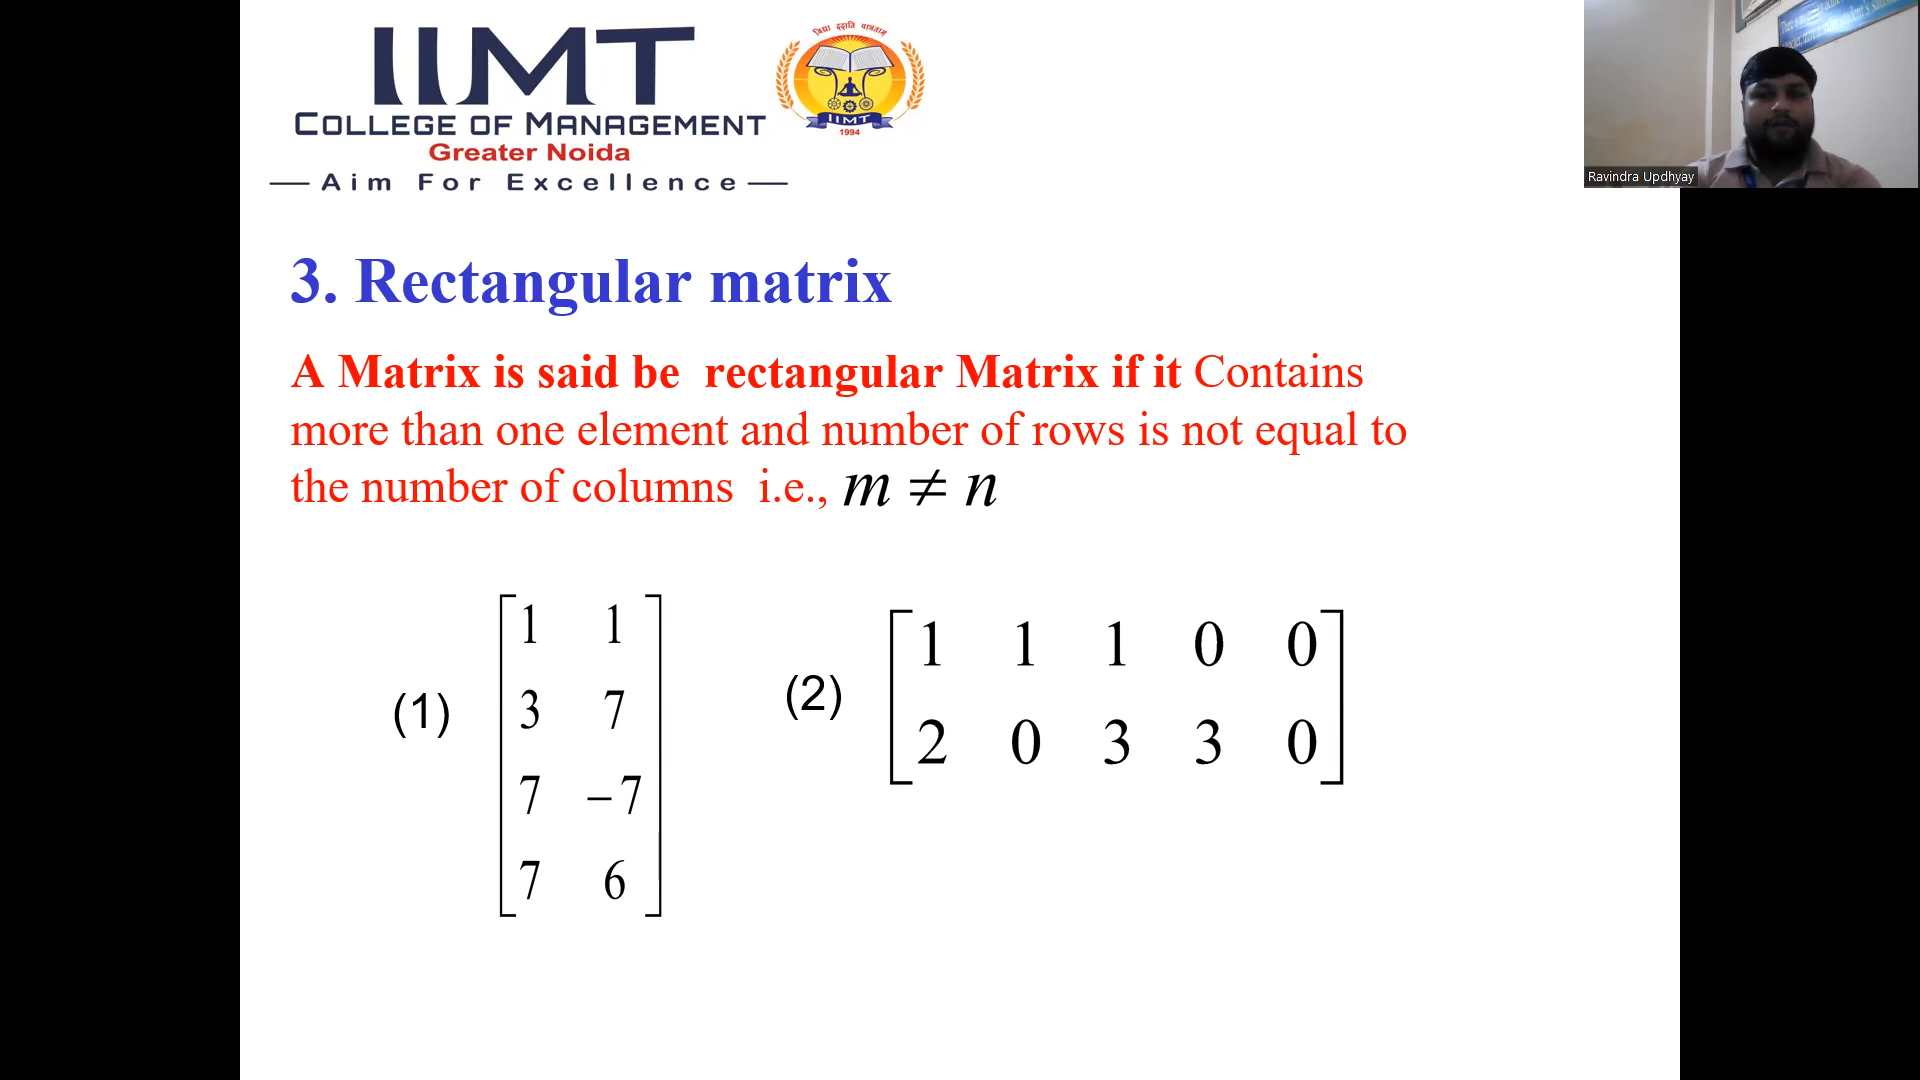 IIMT
COLLEGE OF MANAGEMENT
Greater Noida
Aim For Excellence
विद्या ददाति पात्रताम्
IIMT
1994
Ravindra Updhyay
3. Rectangular matrix
A Matrix is said be rectangular Matrix if it Contains
more than one element and number of rows is not equal to
the number of columns i.e., m ≠ n
(1)
1 1
3 7
7 −7
7 6
(2)
1 1 1 0 0
2 0 3 3 0